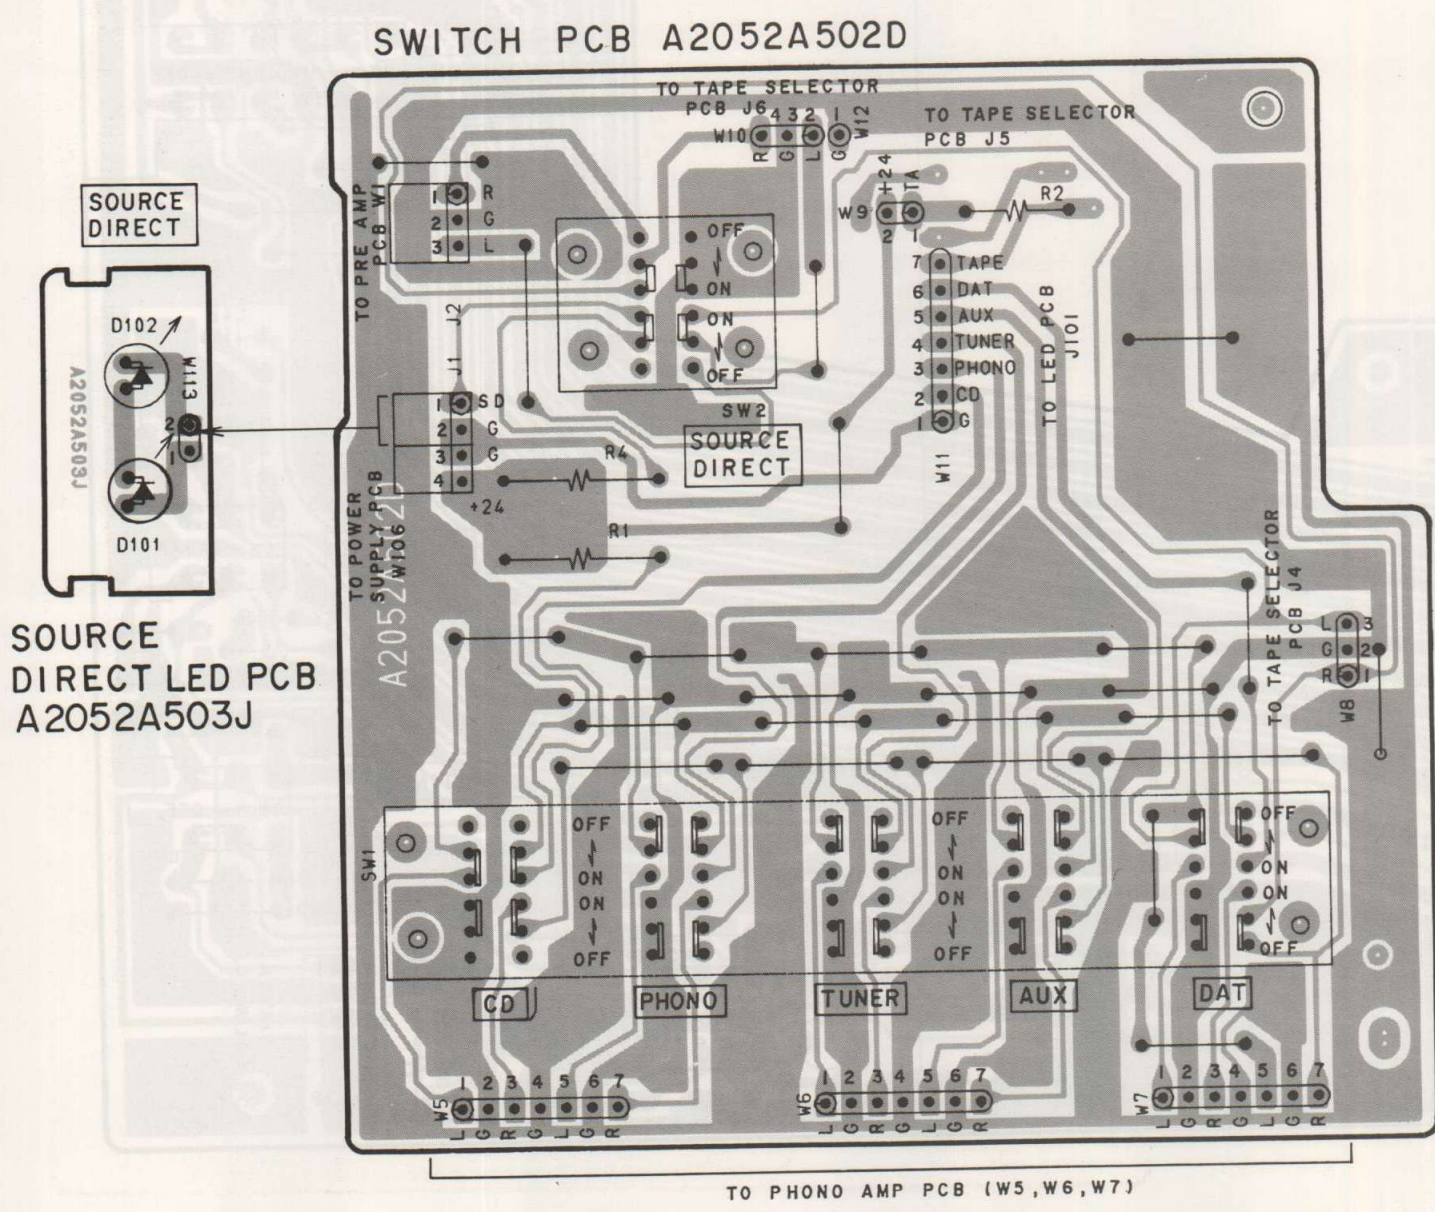 SWITCH PCB A2052A502D
TO TAPE SELECTOR
PCB J6
4 3 2 1
W10
W12
R G L G
TO TAPE SELECTOR
PCB J5
+24 TA
W9
2 1
R2
SOURCE
DIRECT
D102
W113
2
1
D101
A2052A503J
SOURCE
DIRECT LED PCB
A2052A503J
TO PRE AMP
PCB W1
1 R
2 G
3 L
J2
J1
1 SD
2 G
3 G
4
+24
TO POWER
SUPPLY PCB
W106
A2052A502D
OFF
ON
ON
OFF
SW2
SOURCE
DIRECT
R4
R1
7 TAPE
6 DAT
5 AUX
4 TUNER
3 PHONO
2 CD
1 G
W11
TO LED PCB
J101
TO TAPE SELECTOR
PCB J4
L 3
G 2
R 1
W8
SW1
OFF
ON
ON
OFF
OFF
ON
ON
OFF
ON
ON
OFF
CD
PHONO
TUNER
AUX
DAT
W5
1 2 3 4 5 6 7
L G R G L G R
W6
1 2 3 4 5 6 7
L G R G L G R
W7
1 2 3 4 5 6 7
L G R G L G R
TO PHONO AMP PCB (W5,W6,W7)